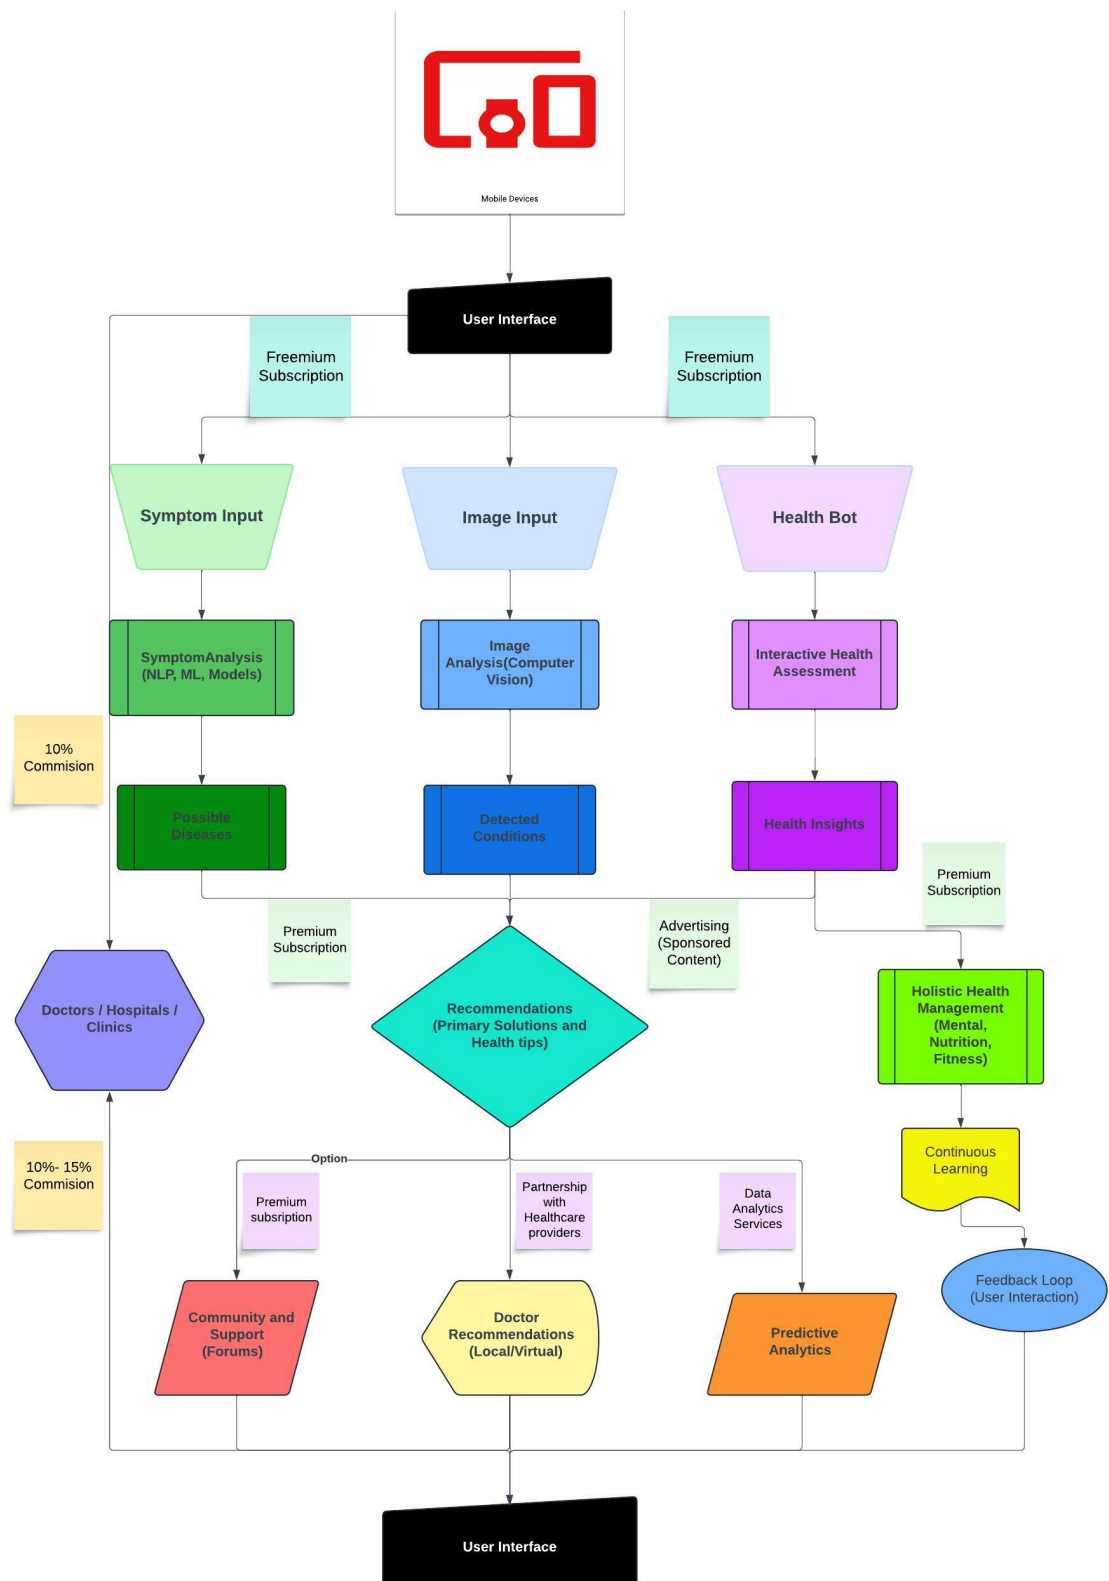 Mobile Devices
User Interface
Freemium
Subscription
Freemium
Subscription
Symptom Input
Image Input
Health Bot
SymptomAnalysis
(NLP, ML, Models)
Image
Analysis(Computer
Vision)
Interactive Health
Assessment
10%
Commision
Possible
Diseases
Detected
Conditions
Health Insights
Premium
Subscription
Premium
Subscription
Advertising
(Sponsored
Content)
Doctors / Hospitals /
Clinics
Recommendations
(Primary Solutions and
Health tips)
Holistic Health
Management
(Mental,
Nutrition,
Fitness)
10%- 15%
Commision
Option
Premium
subsription
Partnership
with
Healthcare
providers
Data
Analytics
Services
Continuous
Learning
Feedback Loop
(User Interaction)
Community and
Support
(Forums)
Doctor
Recommendations
(Local/Virtual)
Predictive
Analytics
User Interface